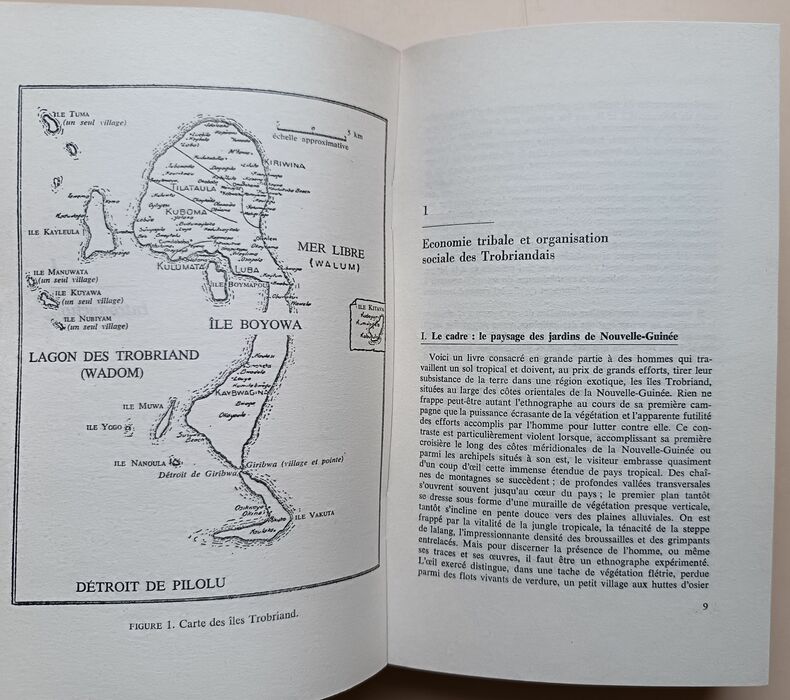 ILE TUMA
(un seul village)
5 Km
échelle approximative
KIRIWINA
TILATAULA
KUBOMA
ILE KAYLEULA
MER LIBRE
(WALUM)
KULUMATA
LUBA
ILE MANUWATA
(un seul village)
ILE BOYMAPOU
ILE KUYAWA
(un seul village)
ILE KITAVA
ILE NUBIYAM
(un seul village)
ÎLE BOYOWA
LAGON DES TROBRIAND
(WADOM)
KAYBWAGINA
ILE MUWA
ILE YOGO
ILE NANOULA
Giribwa (village et pointe)
Détroit de Giribwa
ILE VAKUTA
DÉTROIT DE PILOLU
FIGURE 1. Carte des îles Trobriand.
1
Economie tribale et organisation
sociale des Trobriandais
I. Le cadre : le paysage des jardins de Nouvelle-Guinée
Voici un livre consacré en grande partie à des hommes qui tra-
vaillent un sol tropical et doivent, au prix de grands efforts, tirer leur
subsistance de la terre dans une région exotique, les îles Trobriand,
situées au large des côtes orientales de la Nouvelle-Guinée. Rien ne
frappe peut-être autant l'ethnographe au cours de sa première cam-
pagne que la puissance écrasante de la végétation et l'apparente futilité
des efforts accomplis par l'homme pour lutter contre elle. Ce con-
traste est particulièrement violent lorsque, accomplissant sa première
croisière le long des côtes méridionales de la Nouvelle-Guinée ou
parmi les archipels situés à son est, le visiteur embrasse quasiment
d'un coup d'œil cette immense étendue de pays tropical. Des chaî-
nes de montagnes se succèdent ; de profondes vallées transversales
s'ouvrent souvent jusqu'au cœur du pays ; le premier plan tantôt
se dresse sous forme d'une muraille de végétation presque verticale,
tantôt s'incline en pente douce vers des plaines alluviales. On est
frappé par la vitalité de la jungle tropicale, la ténacité de la steppe
de lalang, l'impressionnante densité des broussailles et des grimpants
entrelacés. Mais pour discerner la présence de l'homme, ou même
ses traces et ses œuvres, il faut être un ethnographe expérimenté.
L'œil exercé distingue, dans une tache de végétation flétrie, perdue
parmi des flots vivants de verdure, un petit village aux huttes d'osier
9